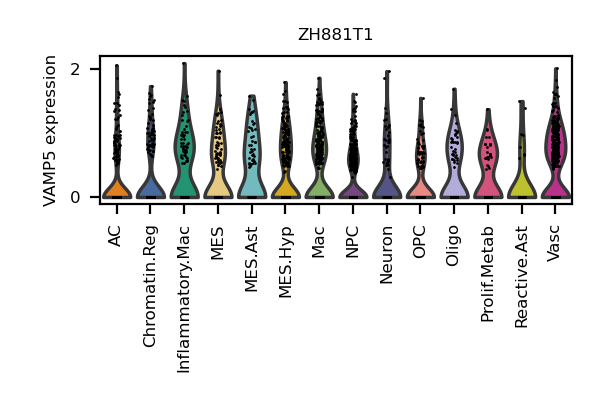 ZH881T1
VAMP5 expression
2
0
AC
Chromatin.Reg
Inflammatory.Mac
MES
MES.Ast
MES.Hyp
Mac
NPC
Neuron
OPC
Oligo
Prolif.Metab
Reactive.Ast
Vasc